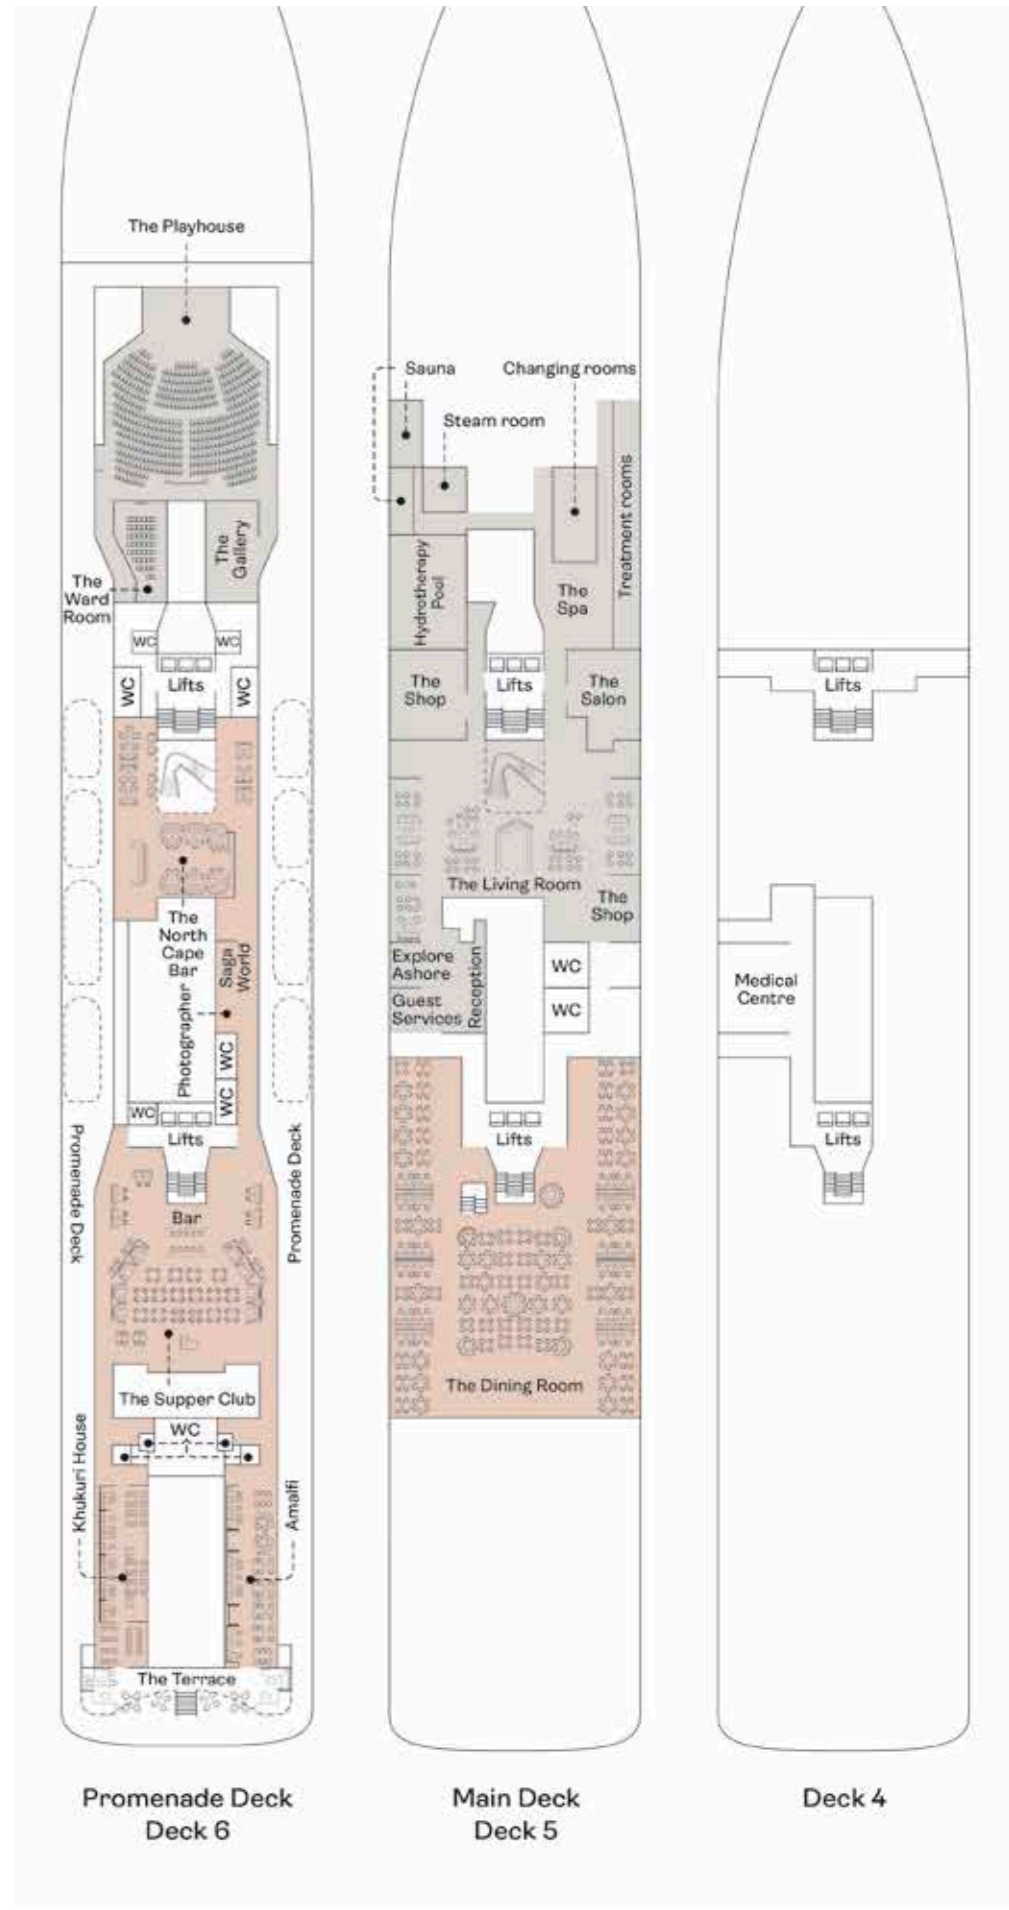 The Playhouse
The
Gallery
The
Ward
Room
WC
WC
WC
Lifts
WC
The
North
Cape
Bar
Saga
World
Photographer
WC
WC
WC
Lifts
Promenade Deck
Promenade Deck
Bar
The Supper Club
WC
Khukuri House
Amalfi
The Terrace
Promenade Deck
Deck 6
Sauna
Changing rooms
Steam room
Treatment rooms
Hydrotherapy
Pool
The
Spa
The
Shop
Lifts
The
Salon
The Living Room
The
Shop
Explore
Ashore
Reception
WC
Guest
Services
WC
Lifts
The Dining Room
Main Deck
Deck 5
Lifts
Medical
Centre
Lifts
Deck 4